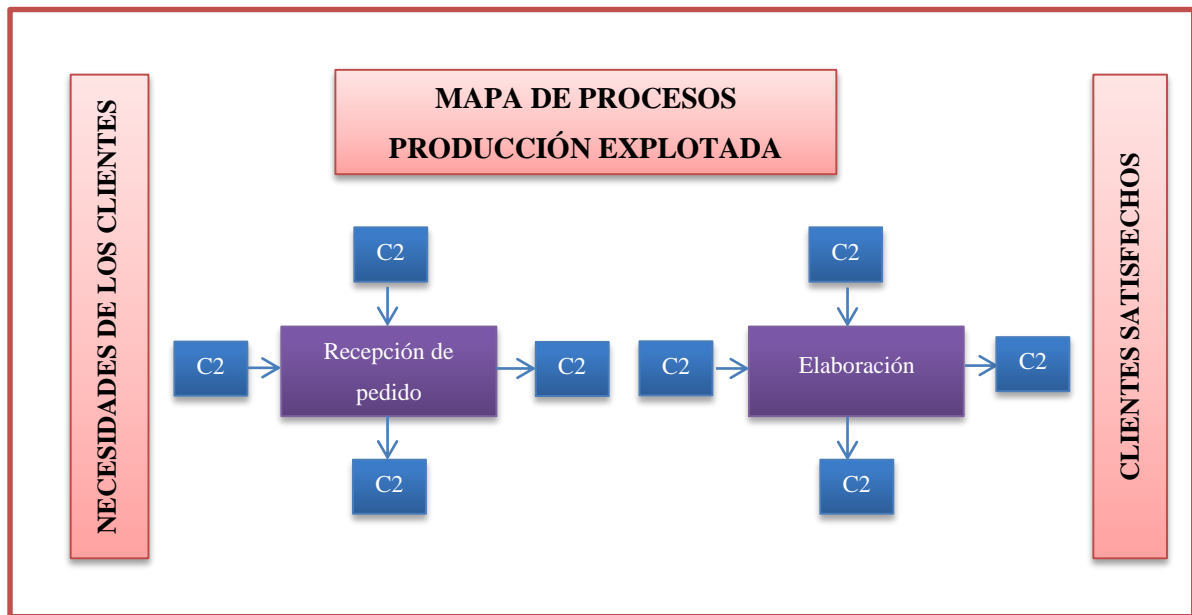 MAPA DE PROCESOS
PRODUCCIÓN EXPLOTADA
NECESIDADES DE LOS CLIENTES
C2
C2
Recepción de
pedido
C2
C2
C2
C2
Elaboración
C2
C2
CLIENTES SATISFECHOS